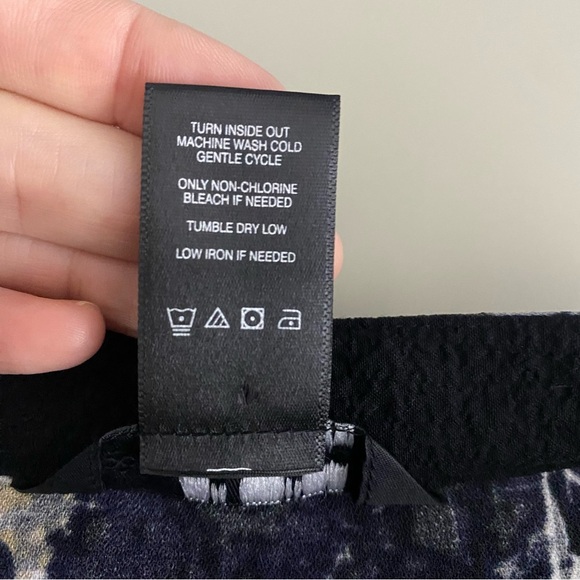 TURN INSIDE OUT
MACHINE WASH COLD
GENTLE CYCLE
ONLY NON-CHLORINE
BLEACH IF NEEDED
TUMBLE DRY LOW
LOW IRON IF NEEDED